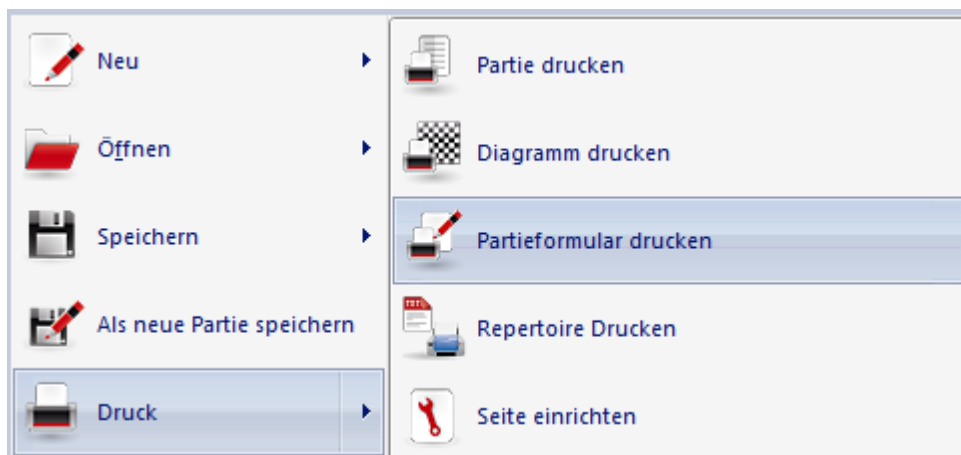 Neu
Öffnen
Speichern
Als neue Partie speichern
Druck
Partie drucken
Diagramm drucken
Partieformular drucken
Repertoire Drucken
Seite einrichten